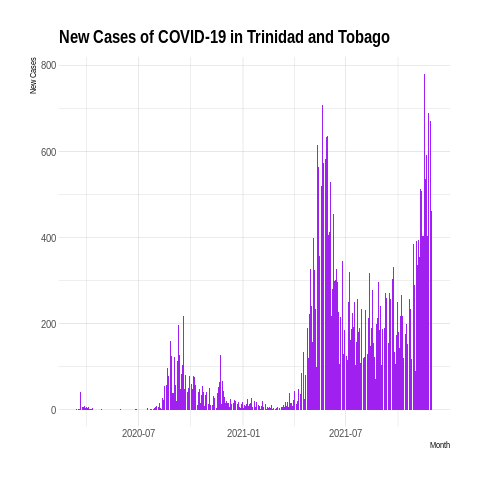 New Cases of COVID-19 in Trinidad and Tobago
New Cases
800
600
400
200
0
2020-07
2021-01
2021-07
Month